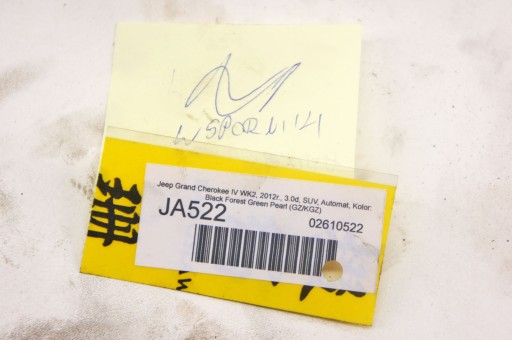 WSPORNIK
Jeep Grand Cherokee IV WK2, 2012r., 3.0d, SUV, Automat, Kolor:
Black Forest Green Pearl (GZ/KGZ)
JA522
02610522